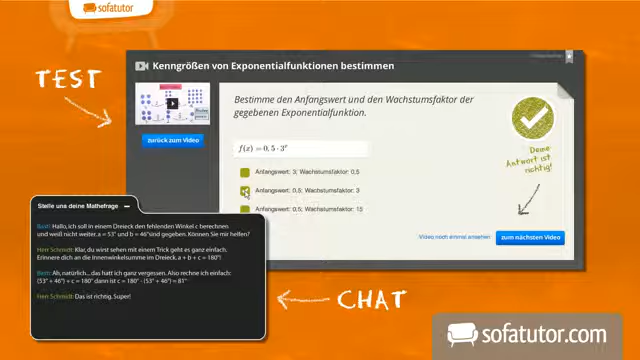 sofatutor
TEST
Kenngrößen von Exponentialfunktionen bestimmen
zurück zum Video
Bestimme den Anfangswert und den Wachstumsfaktor der
gegebenen Exponentialfunktion.
f(x) = 0, 5 · 3ˣ
Anfangswert: 3; Wachstumsfaktor: 0,5
Anfangswert: 0,5; Wachstumsfaktor: 3
Anfangswert: 0,5; Wachstumsfaktor: 15
Deine
Antwort ist
richtig!
Video noch einmal ansehen
zum nächsten Video
Stelle uns deine Mathefrage
Hallo, ich soll in einem Dreieck den fehlenden Winkel c berechnen
und weiß nicht weiter. a = 53° und b = 46° sind gegeben. Können Sie mir helfen?
Herr Schmidt: Klar, du wirst sehen mit einem Trick geht es ganz einfach.
Erinnere dich an die Innenwinkelsumme im Dreieck. a + b + c = 180°)
Ah, natürlich... das hatt ich ganz vergessen. Also rechne ich einfach:
(53° + 46°) + c = 180° dann ist c = 180° - (53° + 46°) = 81°
Herr Schmidt: Das ist richtig. Super!
CHAT
sofatutor.com